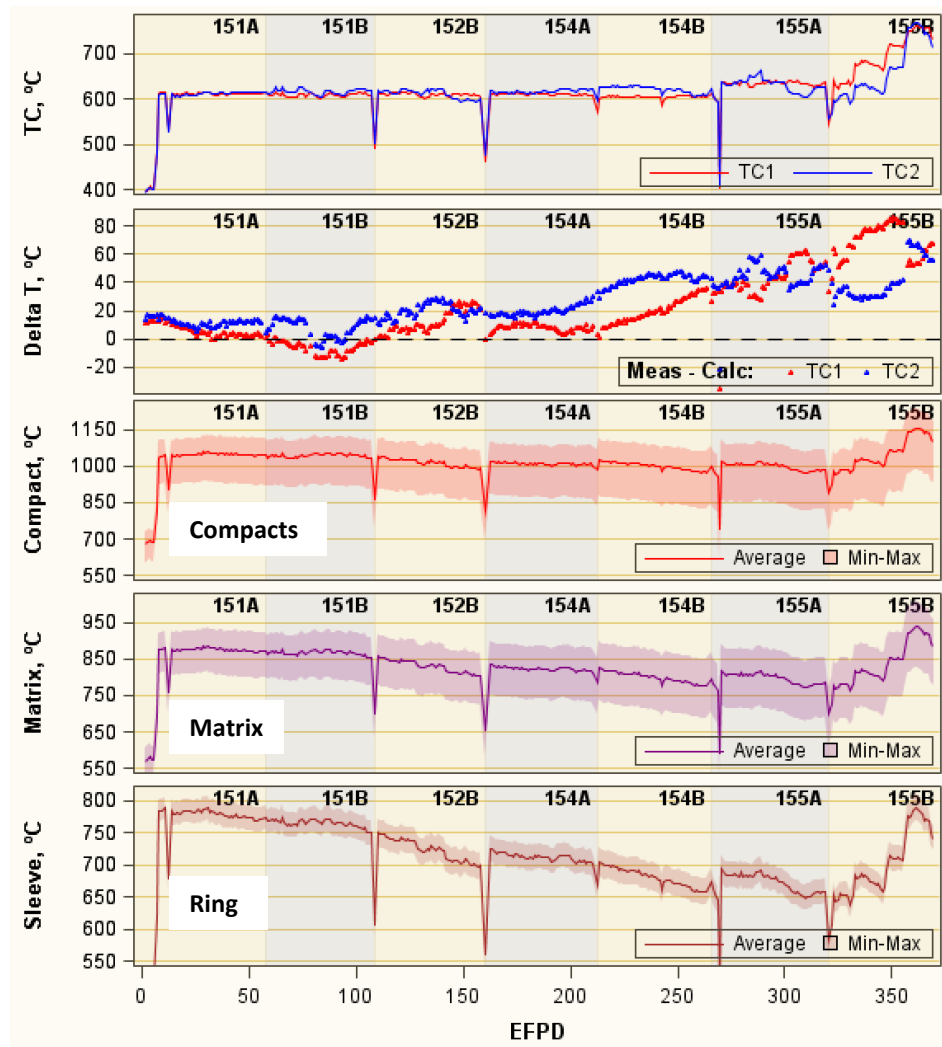 151A 151B 152B 154A 154B 155A 155B
TC, ºC
700
600
500
400
TC1 TC2
151A 151B 152B 154A 154B 155A 155B
Delta T, ºC
80
60
40
20
0
-20
Meas - Calc: TC1 TC2
151A 151B 152B 154A 154B 155A 155B
Compact, ºC
1150
1000
850
700
550
Compacts
Average Min-Max
151A 151B 152B 154A 154B 155A 155B
Matrix, ºC
950
850
750
650
550
Matrix
Average Min-Max
151A 151B 152B 154A 154B 155A 155B
Sleeve, ºC
800
750
700
650
600
550
Ring
Average Min-Max
0 50 100 150 200 250 300 350
EFPD